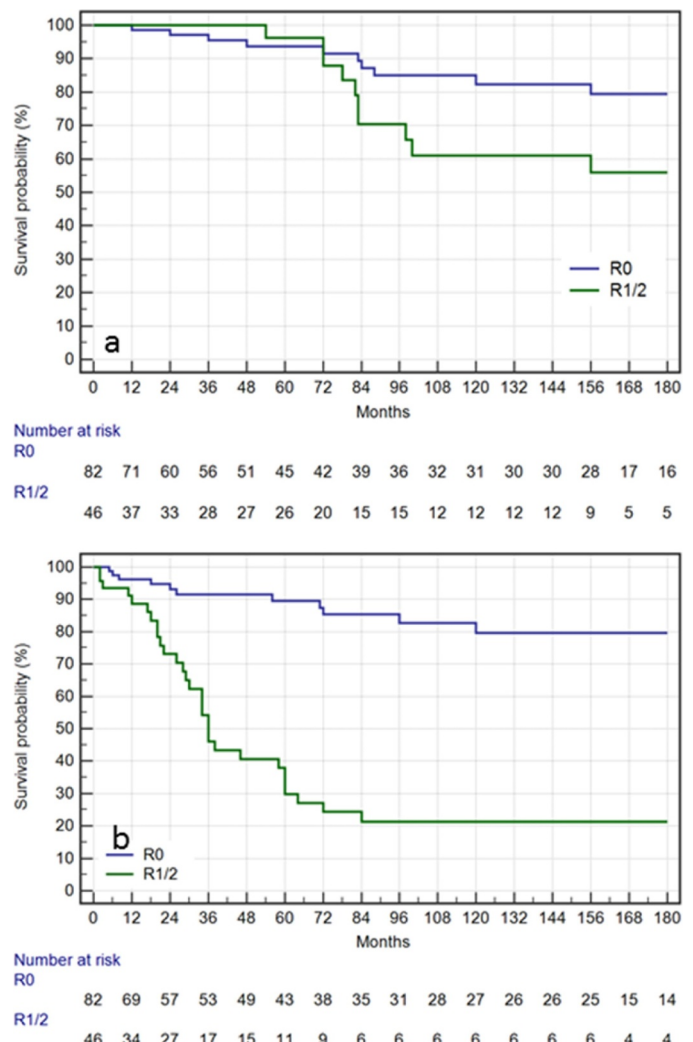 100
90
80
70
60
50
40
30
20
10
0
Survival probability (%)
a
R0
R1/2
0 12 24 36 48 60 72 84 96 108 120 132 144 156 168 180
Months
Number at risk
R0
82 71 60 56 51 45 42 39 36 32 31 30 30 28 17 16
R1/2
46 37 33 28 27 26 20 15 15 12 12 12 12 9 5 5
100
90
80
70
60
50
40
30
20
10
0
Survival probability (%)
b
R0
R1/2
0 12 24 36 48 60 72 84 96 108 120 132 144 156 168 180
Months
Number at risk
R0
82 69 57 53 49 43 38 35 31 28 27 26 26 25 15 14
R1/2
46 34 27 17 15 11 9 6 6 6 6 6 6 6 4 4